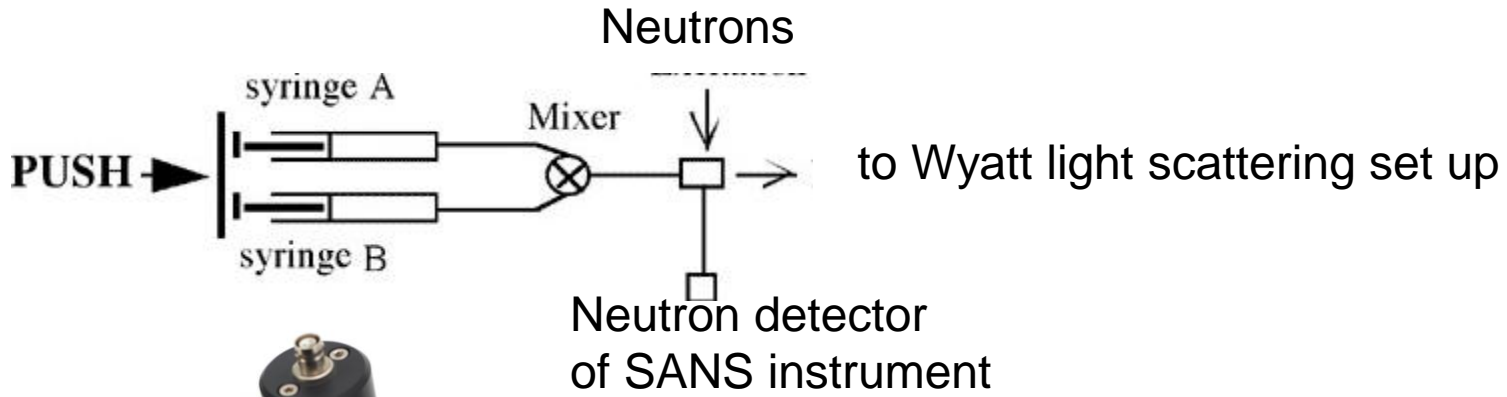 Neutrons
syringe A
Mixer
PUSH
to Wyatt light scattering set up
syringe B
Neutron detector
of SANS instrument